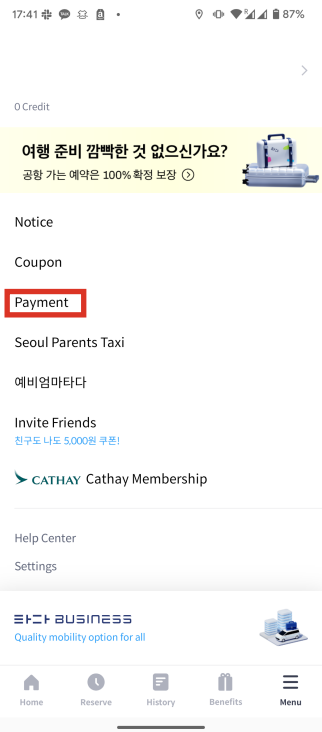 17:41
R
87%
0 Credit
여행 준비 깜빡한 것 없으신가요?
공항 가는 예약은 100% 확정 보장
Notice
Coupon
Payment
Seoul Parents Taxi
예비엄마타다
Invite Friends
친구도 나도 5,000원 쿠폰!
CATHAY Cathay Membership
Help Center
Settings
타다 BUSINESS
Quality mobility option for all
Home
Reserve
History
Benefits
Menu